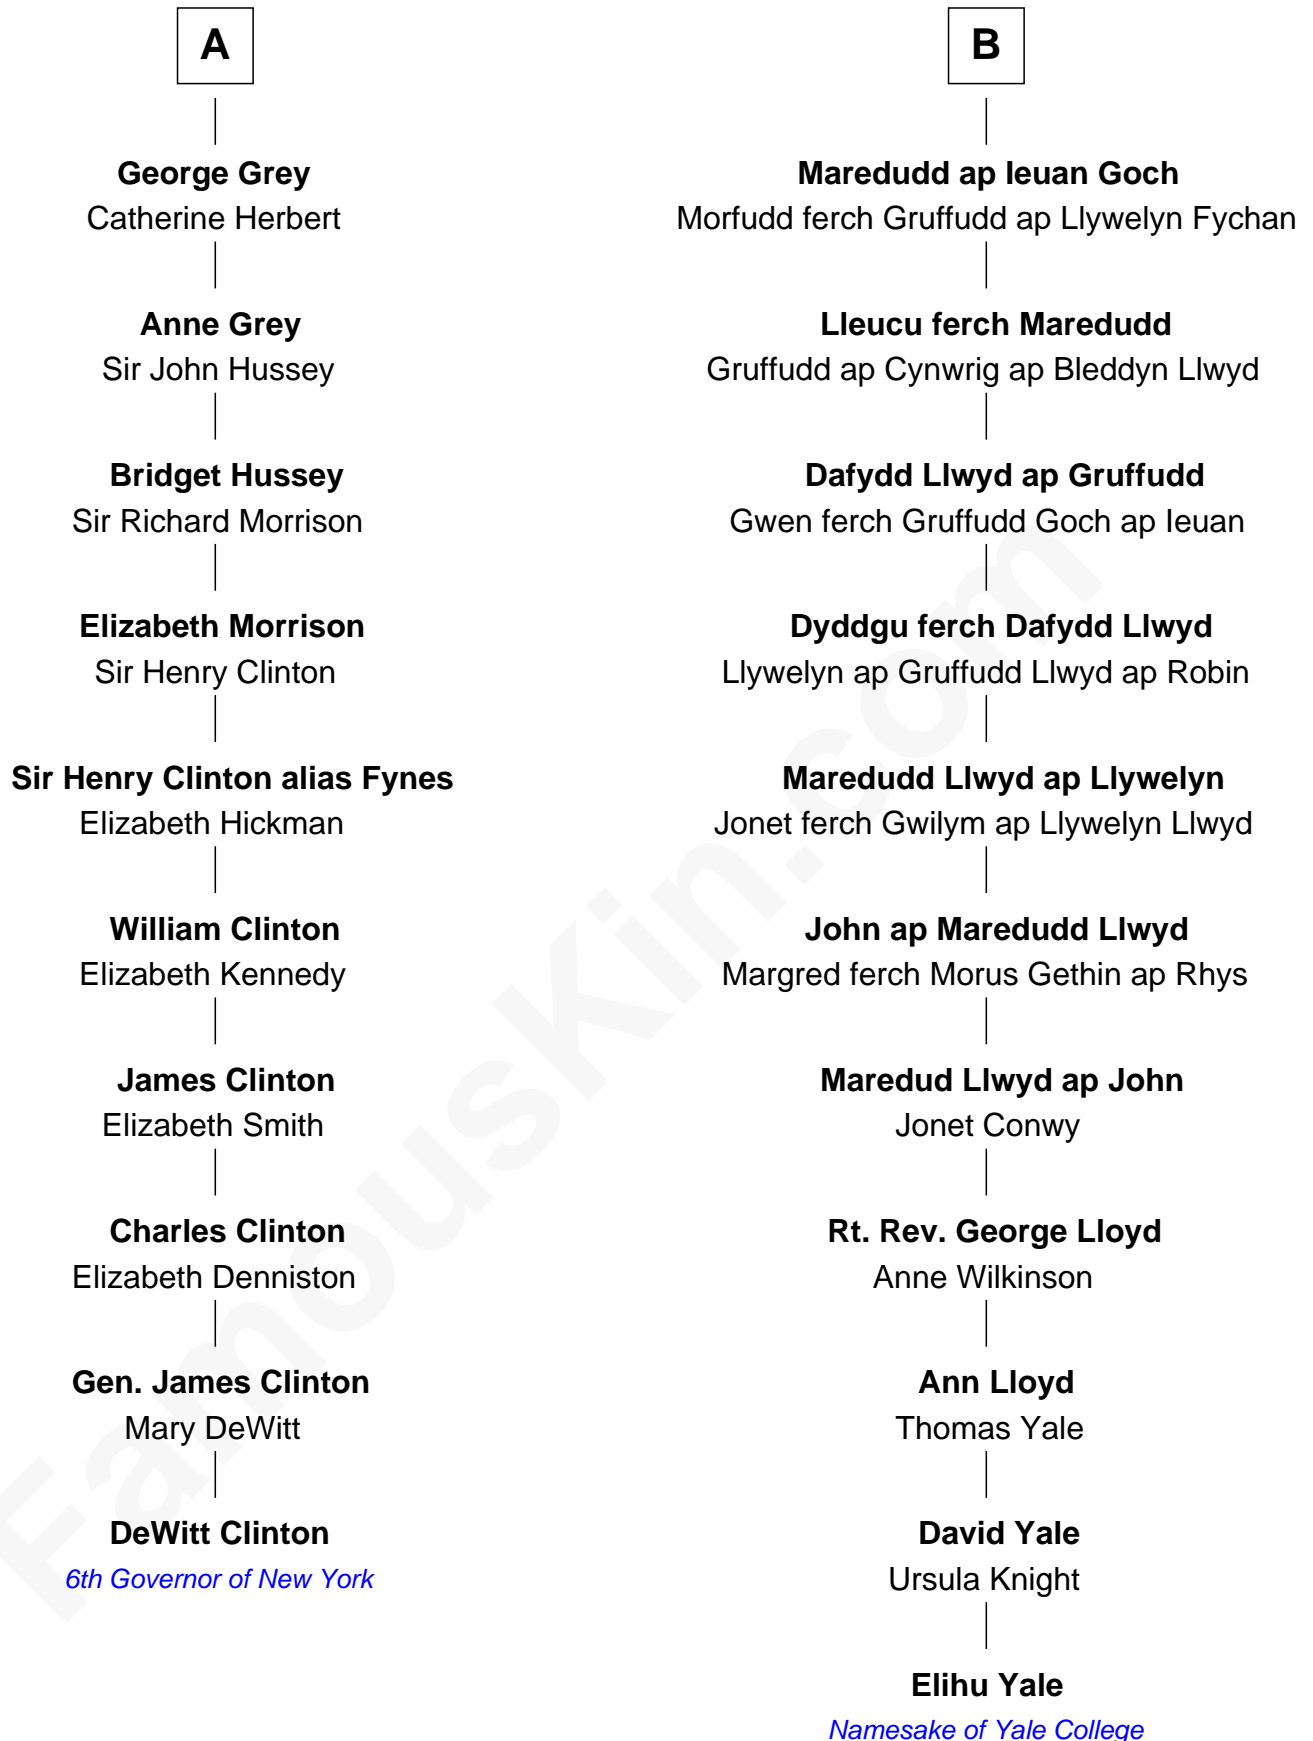 A
George Grey
Catherine Herbert
Anne Grey
Sir John Hussey
Bridget Hussey
Sir Richard Morrison
Elizabeth Morrison
Sir Henry Clinton
Sir Henry Clinton alias Fynes
Elizabeth Hickman
William Clinton
Elizabeth Kennedy
James Clinton
Elizabeth Smith
Charles Clinton
Elizabeth Denniston
Gen. James Clinton
Mary DeWitt
DeWitt Clinton
6th Governor of New York
B
Maredudd ap Ieuan Goch
Morfudd ferch Gruffudd ap Llywelyn Fychan
Lleucu ferch Maredudd
Gruffudd ap Cynwrig ap Bleddyn Llwyd
Dafydd Llwyd ap Gruffudd
Gwen ferch Gruffudd Goch ap Ieuan
Dyddgu ferch Dafydd Llwyd
Llywelyn ap Gruffudd Llwyd ap Robin
Maredudd Llwyd ap Llywelyn
Jonet ferch Gwilym ap Llywelyn Llwyd
John ap Maredudd Llwyd
Margred ferch Morus Gethin ap Rhys
Maredud Llwyd ap John
Jonet Conwy
Rt. Rev. George Lloyd
Anne Wilkinson
Ann Lloyd
Thomas Yale
David Yale
Ursula Knight
Elihu Yale
Namesake of Yale College
FamousKin.com